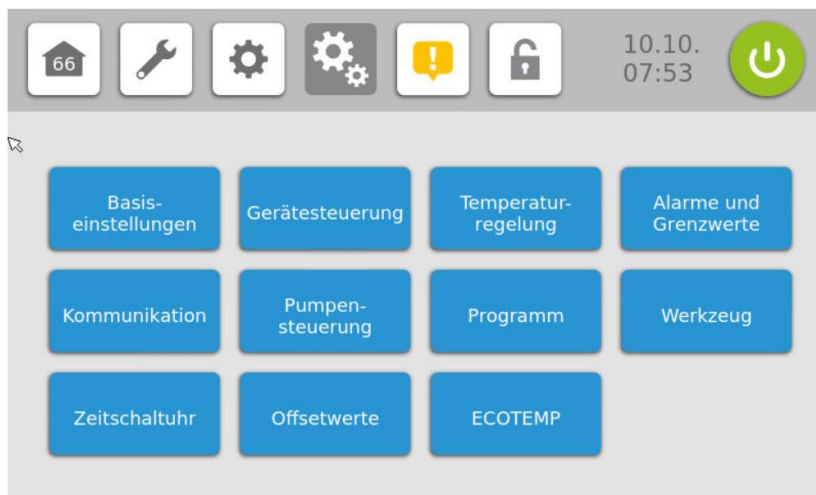 66
10.10.
07:53
Basis-
einstellungen
Gerätesteuerung
Temperatur-
regelung
Alarme und
Grenzwerte
Kommunikation
Pumpen-
steuerung
Programm
Werkzeug
Zeitschaltuhr
Offsetwerte
ECOTEMP